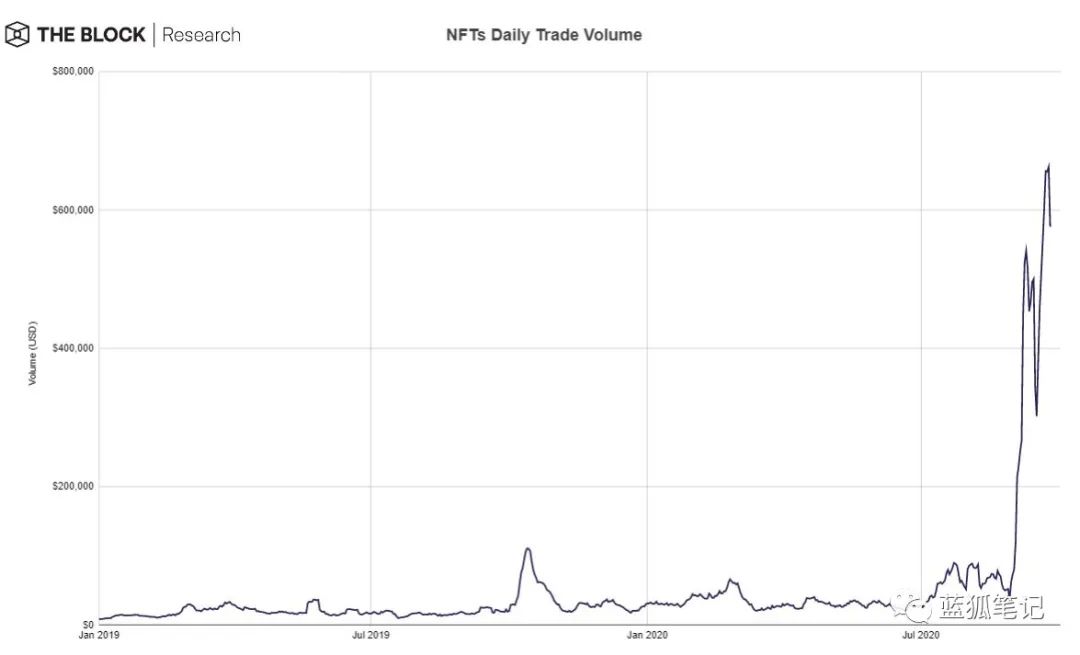 THE BLOCK | Research
NFTs Daily Trade Volume
$800,000
$600,000
$400,000
$200,000
$0
Volume (USD)
Jan 2019
Jul 2019
Jan 2020
Jul 2020
蓝狐笔记